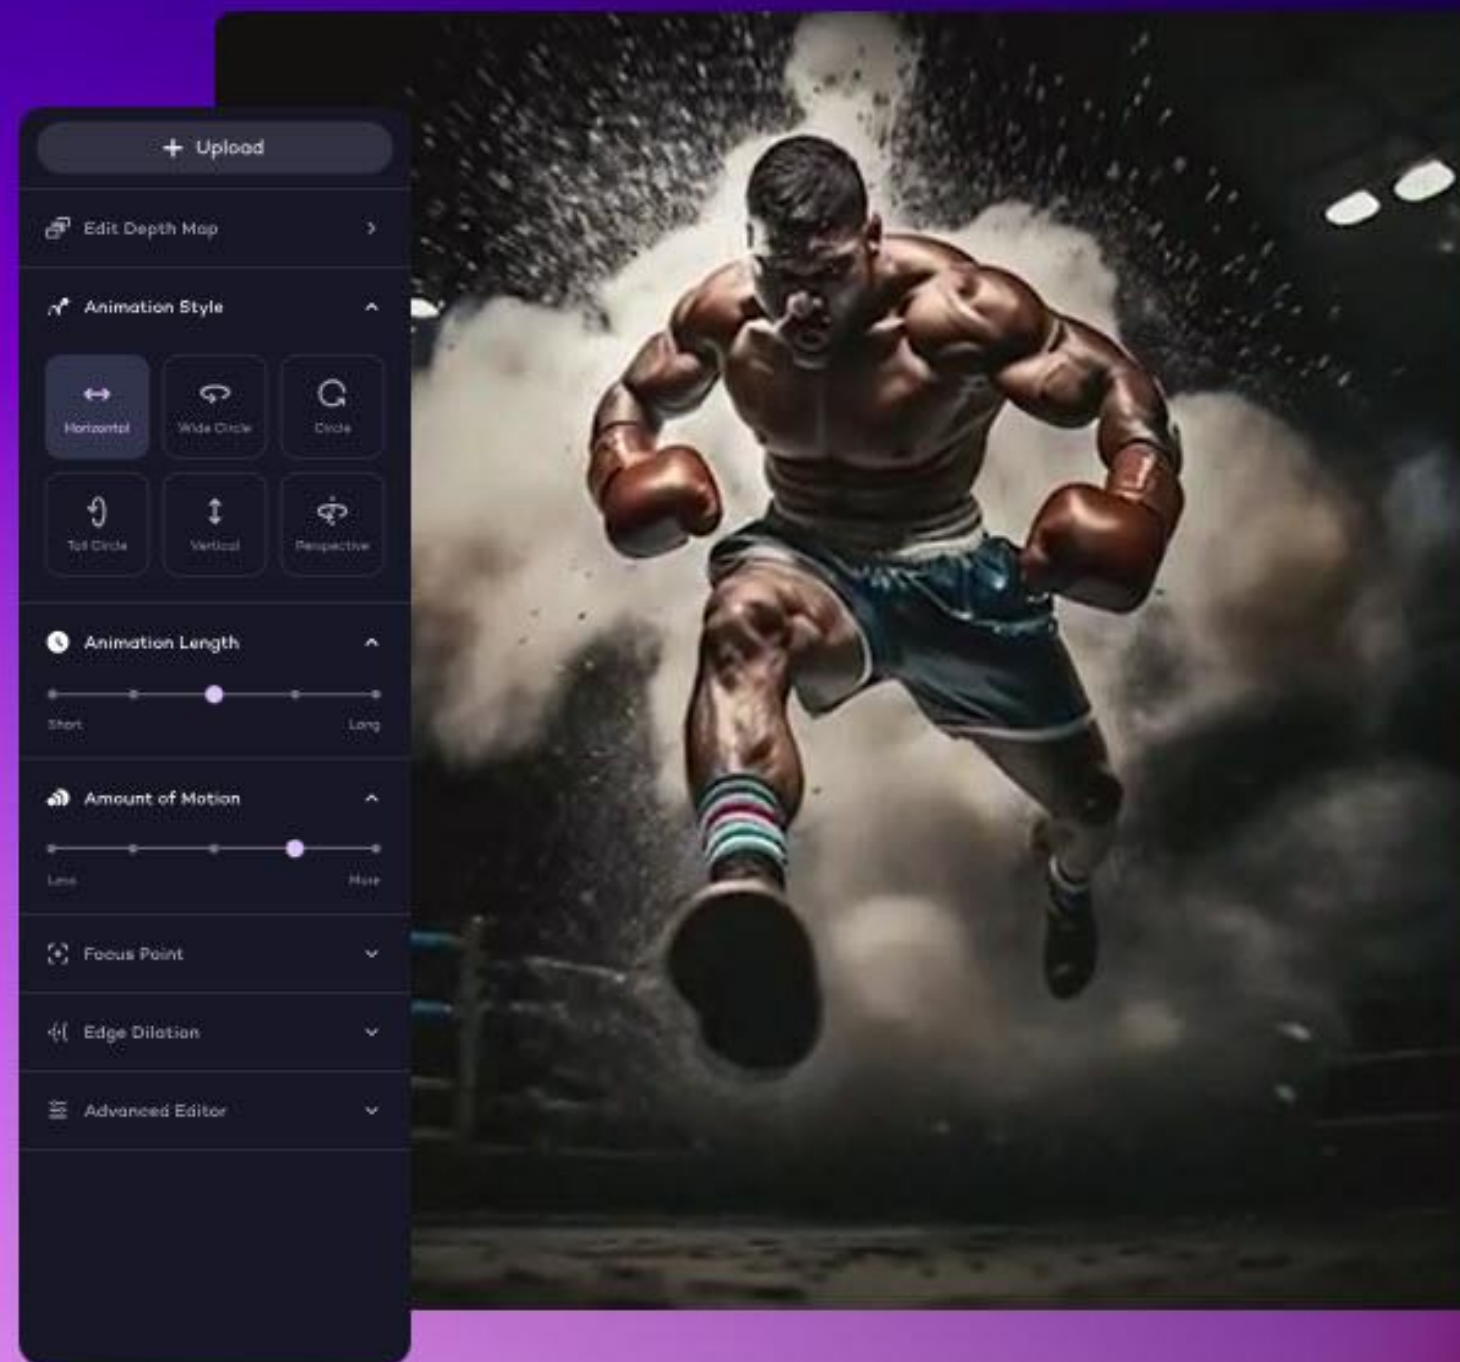 + Upload
Edit Depth Map
Animation Style
Horizontal Wide Circle Circle
Tall Circle Vertical Perspective
Animation Length
Short Long
Amount of Motion
Less More
Focus Point
Edge Dilation
Advanced Editor